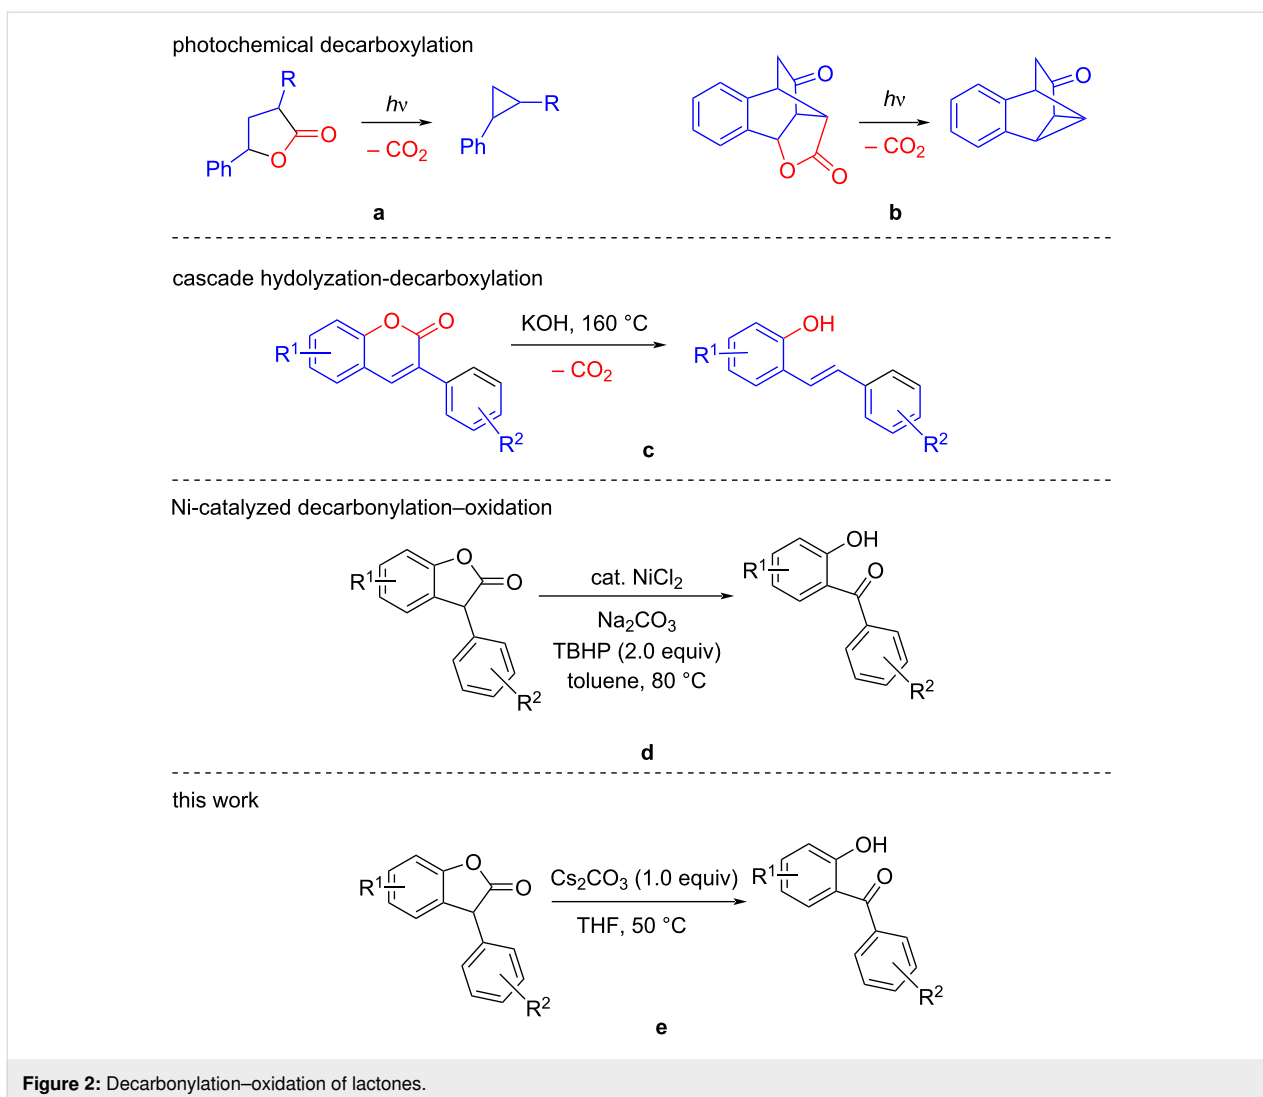 photochemical decarboxylation
R
O
O
Ph
hν
– CO2
R
Ph
a
O
O
O
hν
– CO2
O
b
cascade hydolyzation-decarboxylation
R1
O
O
R2
KOH, 160 °C
– CO2
R1
OH
R2
c
Ni-catalyzed decarbonylation–oxidation
R1
O
O
R2
cat. NiCl2
Na2CO3
TBHP (2.0 equiv)
toluene, 80 °C
R1
OH
O
R2
d
this work
R1
O
O
R2
Cs2CO3 (1.0 equiv)
THF, 50 °C
R1
OH
O
R2
e
Figure 2: Decarbonylation–oxidation of lactones.